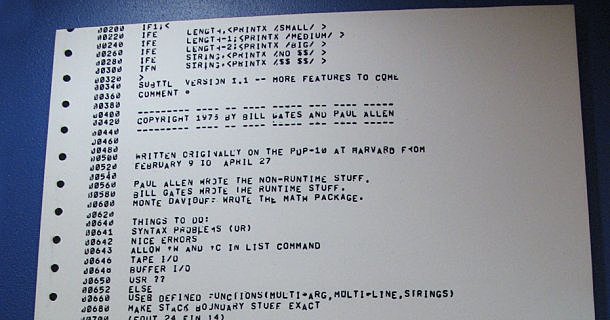 00200 IF1,<
00220 IFE LENGTH,<PRINTX /SMALL/ >
00240 IFE LENGTH-1,<PRINTX /MEDIUM/ >
00260 IFE LENGTH-2,<PRINTX /BIG/ >
00280 IFE STRING,<PRINTX /NO $$/ >
00300 IFN STRING,<PRINTX /$$ $$/ >
00320 >
00340 SUBTTL VERSION 1.1 -- MORE FEATURES TO COME
00360 COMMENT *
00380
00400 --------- ---- -- ---- ----- --- ---- -----
00420 COPYRIGHT 1975 BY BILL GATES AND PAUL ALLEN
00440 --------- ---- -- ---- ----- --- ---- -----
00460
00480
00500 WRITTEN ORIGINALLY ON THE PDP-10 AT HARVARD FROM
00520 FEBRUARY 9 TO APRIL 27
00540
00560 PAUL ALLEN WROTE THE NON-RUNTIME STUFF.
00580 BILL GATES WROTE THE RUNTIME STUFF.
00600 MONTE DAVIDOFF WROTE THE MATH PACKAGE.
00620
00640 THINGS TO DO:
00641 SYNTAX PROBLEMS (OR)
00642 NICE ERRORS
00643 ALLOW ^W AND ^C IN LIST COMMAND
00646 TAPE I/O
00648 BUFFER I/O
00650 USR ??
00652 ELSE
00660 USER DEFINED FUNCTIONS(MULTI-ARG,MULTI-LINE,STRINGS)
00680 MAKE STACK BOUNDARY STUFF EXACT
00700 (FOUT 24 FIN 14)